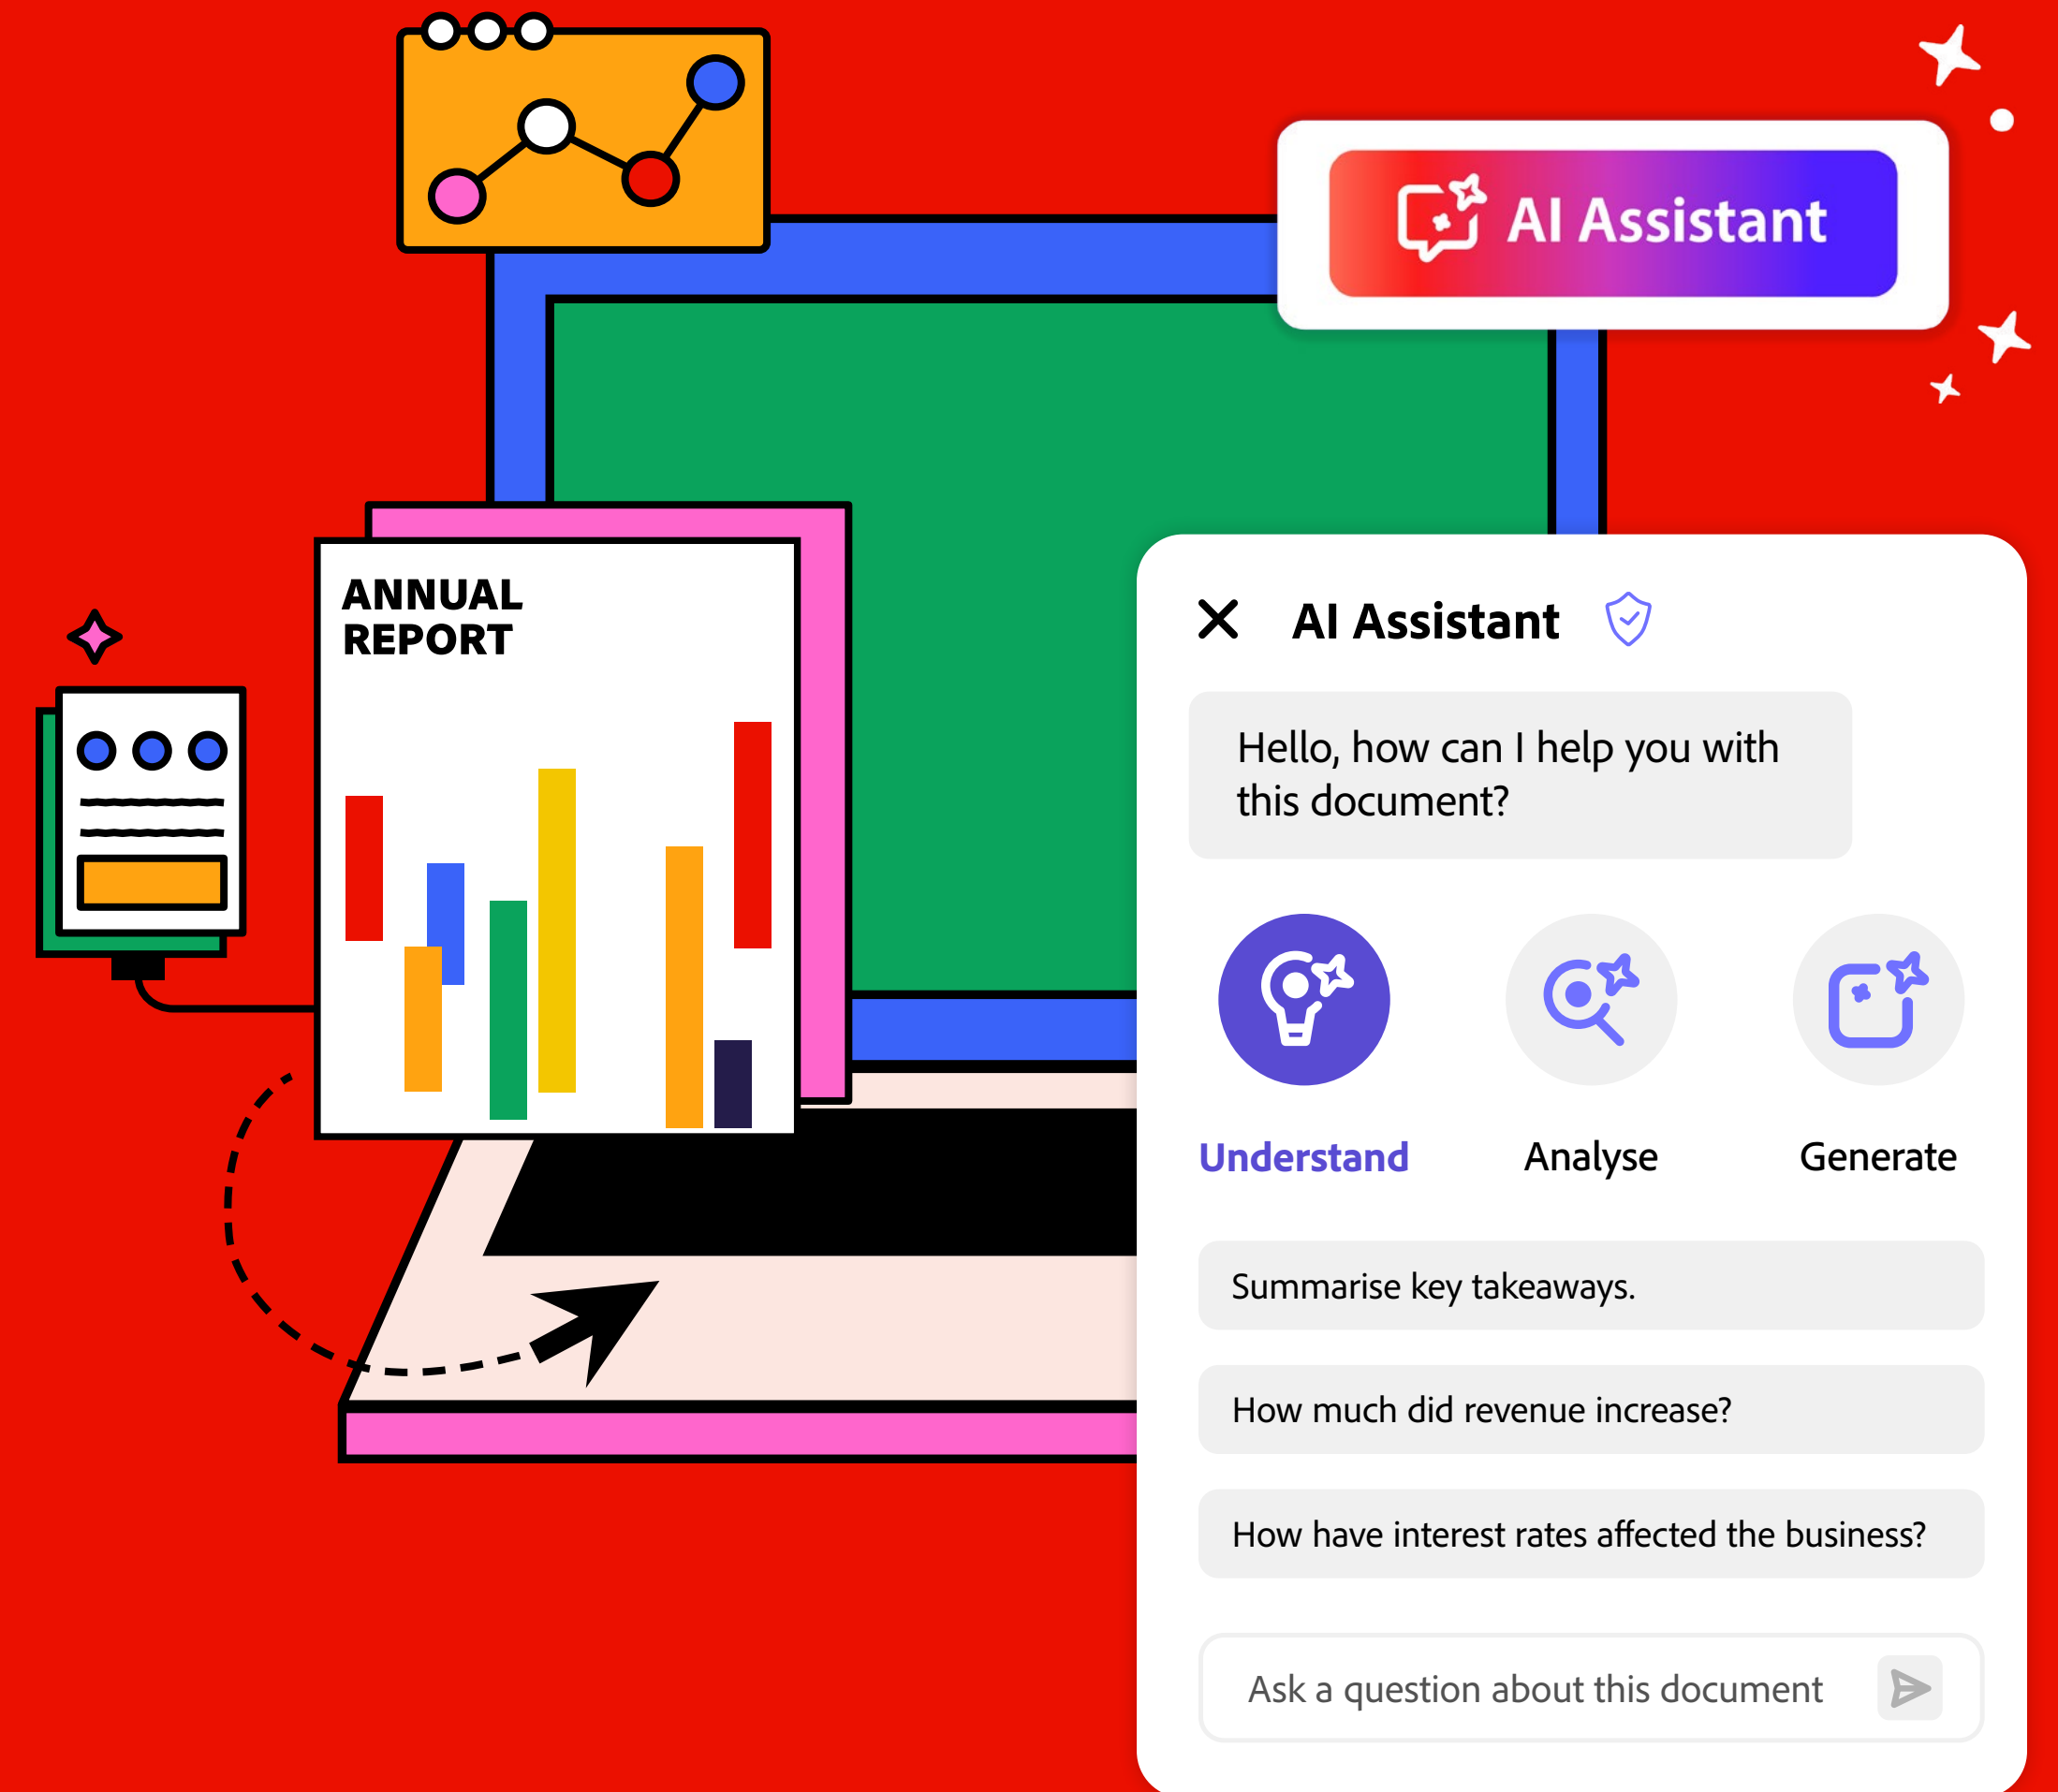 AI Assistant
ANNUAL
REPORT
AI Assistant
Hello, how can I help you with
this document?
Understand
Analyse
Generate
Summarise key takeaways.
How much did revenue increase?
How have interest rates affected the business?
Ask a question about this document